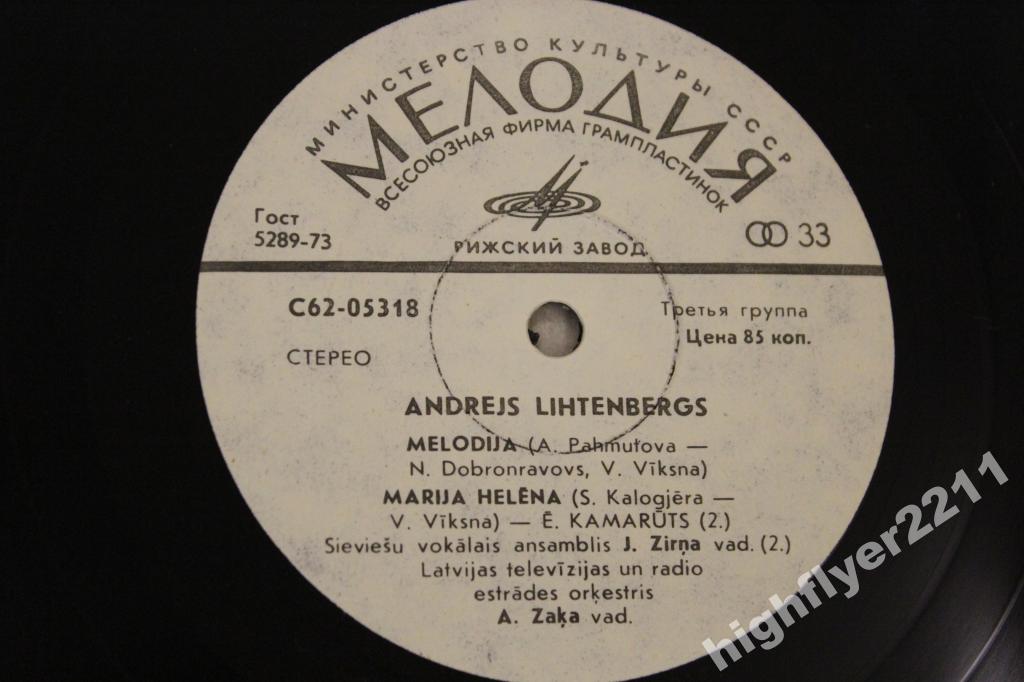 МИНИСТЕРСТВО КУЛЬТУРЫ СССР
МЕЛОДИЯ
ВСЕСОЮЗНАЯ ФИРМА ГРАМПЛАСТИНОК
РИЖСКИЙ ЗАВОД
Гост
5289-73
33
С62-05318
Третья группа
Цена 85 коп.
СТЕРЕО
ANDREJS LIHTENBERGS
MELODIJA (A. Pahmutova —
N. Dobronravovs, V. Vīksna)
MARIJA HELĒNA (S. Kalogjēra —
V. Vīksna) — Ē. KAMARŪTS (2.)
Sieviešu vokālais ansamblis J. Zirņa vad. (2.)
Latvijas televīzijas un radio
estrādes orķestris
A. Zaķa vad.
highflyer2211